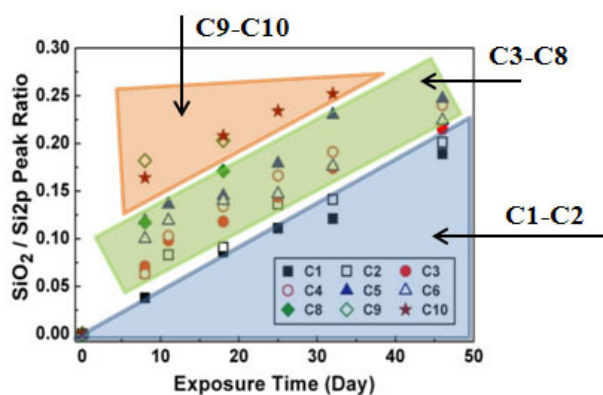 C9-C10
C3-C8
C1-C2
SiO₂ / Si2p Peak Ratio
0.30
0.25
0.20
0.15
0.10
0.05
0.00
C1 C2 C3
C4 C5 C6
C8 C9 C10
0 10 20 30 40 50
Exposure Time (Day)